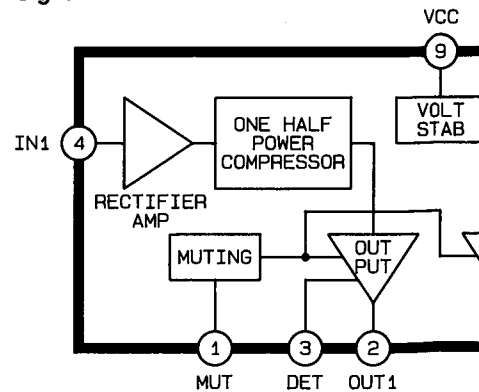 VCC
9
VOLT
STAB
IN1
4
ONE HALF
POWER
COMPRESSOR
RECTIFIER
AMP
MUTING
OUT
PUT
1
3
2
MUT
DET
OUT1